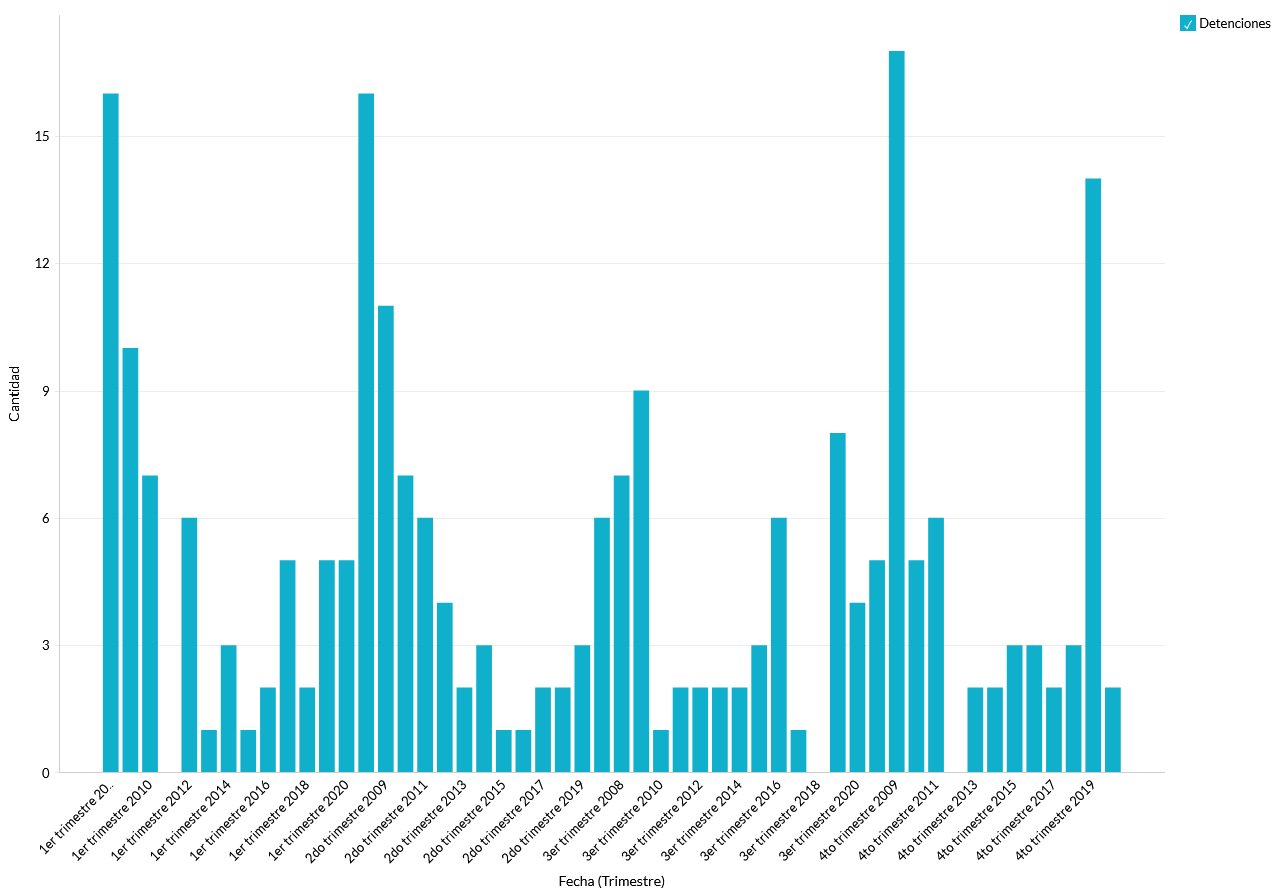 Detenciones
Cantidad
15
12
9
6
3
0
1er trimestre 20..
1er trimestre 2010
1er trimestre 2012
1er trimestre 2014
1er trimestre 2016
1er trimestre 2018
1er trimestre 2020
2do trimestre 2009
2do trimestre 2011
2do trimestre 2013
2do trimestre 2015
2do trimestre 2017
2do trimestre 2019
3er trimestre 2008
3er trimestre 2010
3er trimestre 2012
3er trimestre 2014
3er trimestre 2016
3er trimestre 2018
3er trimestre 2020
4to trimestre 2009
4to trimestre 2011
4to trimestre 2013
4to trimestre 2015
4to trimestre 2017
4to trimestre 2019
Fecha (Trimestre)